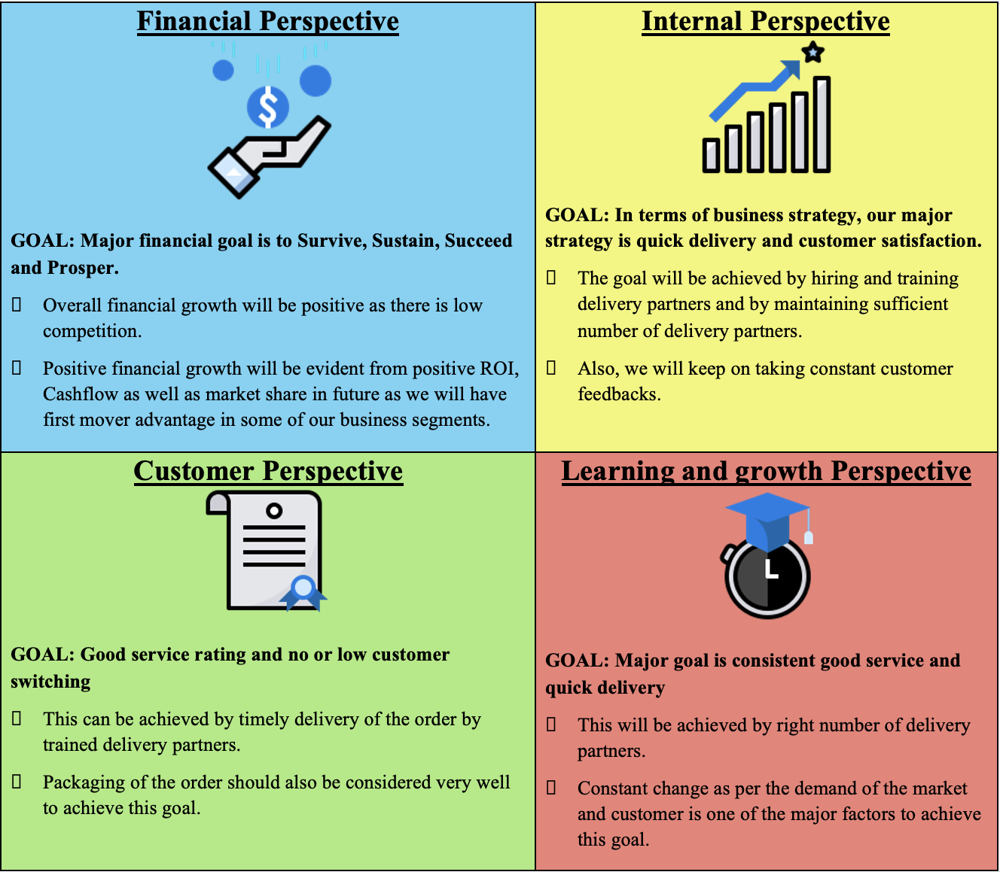 Financial Perspective
$
GOAL: Major financial goal is to Survive, Sustain, Succeed
and Prosper.
Overall financial growth will be positive as there is low
competition.
Positive financial growth will be evident from positive ROI,
Cashflow as well as market share in future as we will have
first mover advantage in some of our business segments.
Internal Perspective
GOAL: In terms of business strategy, our major
strategy is quick delivery and customer satisfaction.
The goal will be achieved by hiring and training
delivery partners and by maintaining sufficient
number of delivery partners.
Also, we will keep on taking constant customer
feedbacks.
Customer Perspective
GOAL: Good service rating and no or low customer
switching
This can be achieved by timely delivery of the order by
trained delivery partners.
Packaging of the order should also be considered very well
to achieve this goal.
Learning and growth Perspective
GOAL: Major goal is consistent good service and
quick delivery
This will be achieved by right number of delivery
partners.
Constant change as per the demand of the market
and customer is one of the major factors to achieve
this goal.